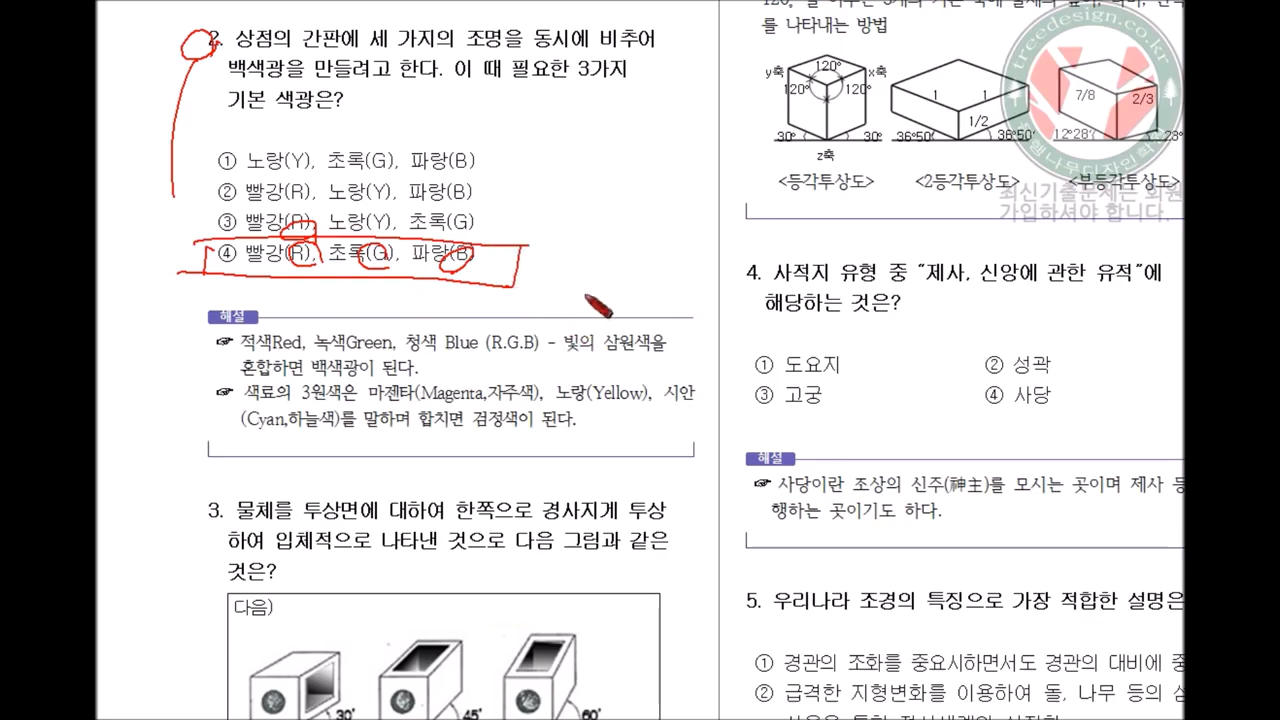 2. 상점의 간판에 세 가지의 조명을 동시에 비추어
백색광을 만들려고 한다. 이 때 필요한 3가지
기본 색광은?
① 노랑(Y), 초록(G), 파랑(B)
② 빨강(R), 노랑(Y), 파랑(B)
③ 빨강(R), 노랑(Y), 초록(G)
④ 빨강(R), 초록(G), 파랑(B)
해설
☞ 적색Red, 녹색Green, 청색 Blue (R.G.B) - 빛의 삼원색을
혼합하면 백색광이 된다.
☞ 색료의 3원색은 마젠타(Magenta,자주색), 노랑(Yellow), 시안
(Cyan,하늘색)를 말하며 합치면 검정색이 된다.
3. 물체를 투상면에 대하여 한쪽으로 경사지게 투상
하여 입체적으로 나타낸 것으로 다음 그림과 같은
것은?
다음)
30° 45° 60°
를 나타내는 방법
y축 120° x축
120° 120°
30° 30°
z축
1 1
1/2
36°50' 36°50'
7/8 2/3
12°28' 23°
<등각투상도> <2등각투상도> <부등각투상도>
treedesign.co.kr
행나무디자인학
최신기출문제는 회원
가입하셔야 합니다.
4. 사적지 유형 중 "제사, 신앙에 관한 유적"에
해당하는 것은?
① 도요지 ② 성곽
③ 고궁 ④ 사당
해설
☞ 사당이란 조상의 신주(神主)를 모시는 곳이며 제사 등
행하는 곳이기도 하다.
5. 우리나라 조경의 특징으로 가장 적합한 설명은
① 경관의 조화를 중요시하면서도 경관의 대비에 중
② 급격한 지형변화를 이용하여 돌, 나무 등의 섬